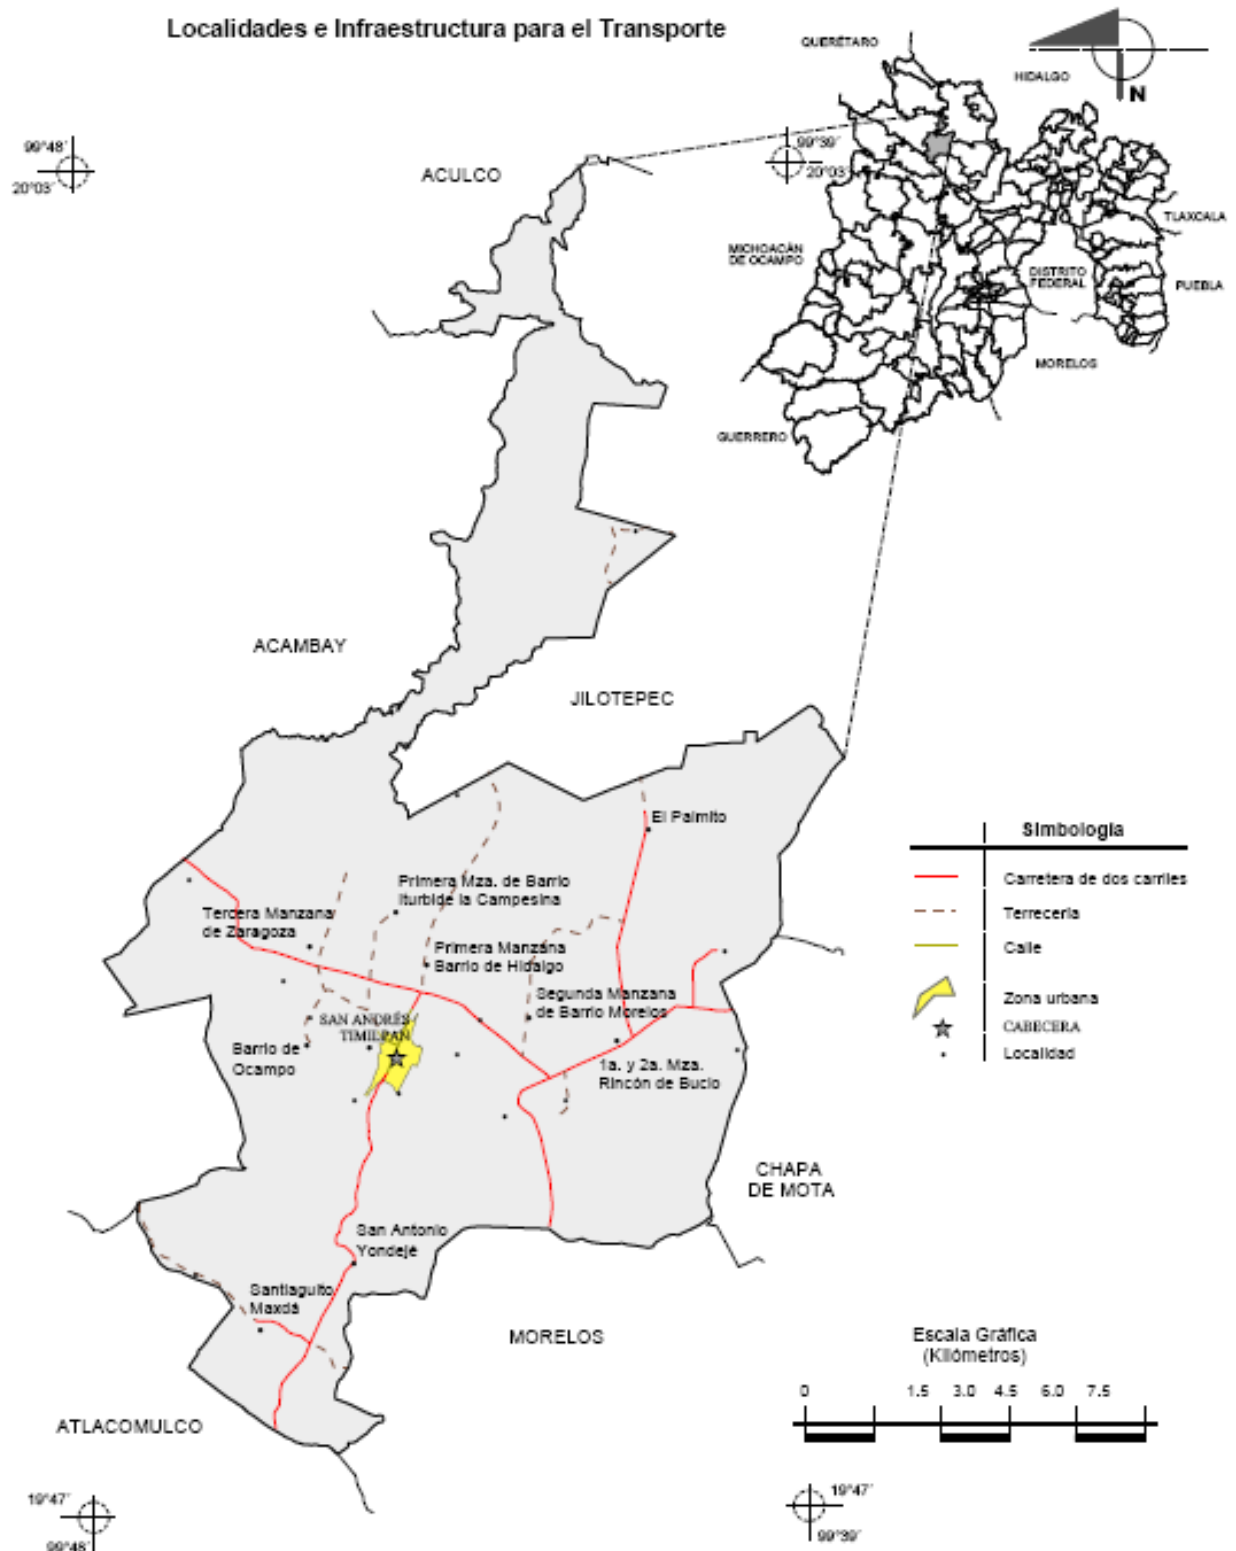 Localidades e Infraestructura para el Transporte
QUERÉTARO
HIDALGO
N
99°48´
20°03´
99°39´
20°03´
ACULCO
TLAXCALA
MICHOACÁN
DE OCAMPO
DISTRITO
FEDERAL
PUEBLA
MORELOS
GUERRERO
ACAMBAY
JILOTEPEC
El Palmito
Simbología
Carretera de dos carriles
Terrecería
Calle
Zona urbana
CABECERA
Localidad
Primera Mza. de Barrio
Iturbide la Campesina
Tercera Manzana
de Zaragoza
Primera Manzana
Barrio de Hidalgo
Segunda Manzana
de Barrio Morelos
SAN ANDRÉS
TIMILPAN
Barrio de
Ocampo
1a. y 2a. Mza.
Rincón de Bucio
CHAPA
DE MOTA
San Antonio
Yondejé
Santiaguito
Maxdá
MORELOS
Escala Gráfica
(Kilómetros)
0 1.5 3.0 4.5 6.0 7.5
ATLACOMULCO
19°47´
99°48´
19°47´
99°39´